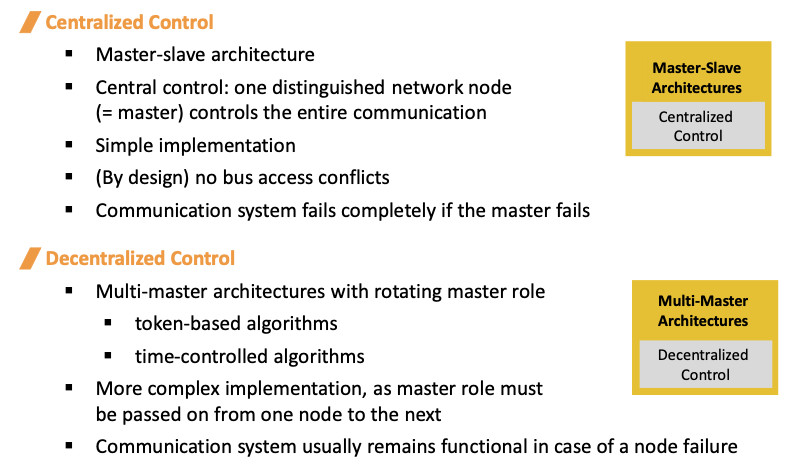 Centralized Control
▪ Master-slave architecture
▪ Central control: one distinguished network node
(= master) controls the entire communication
▪ Simple implementation
▪ (By design) no bus access conflicts
▪ Communication system fails completely if the master fails
Master-Slave
Architectures
Centralized
Control
Decentralized Control
▪ Multi-master architectures with rotating master role
▪ token-based algorithms
▪ time-controlled algorithms
▪ More complex implementation, as master role must
be passed on from one node to the next
▪ Communication system usually remains functional in case of a node failure
Multi-Master
Architectures
Decentralized
Control